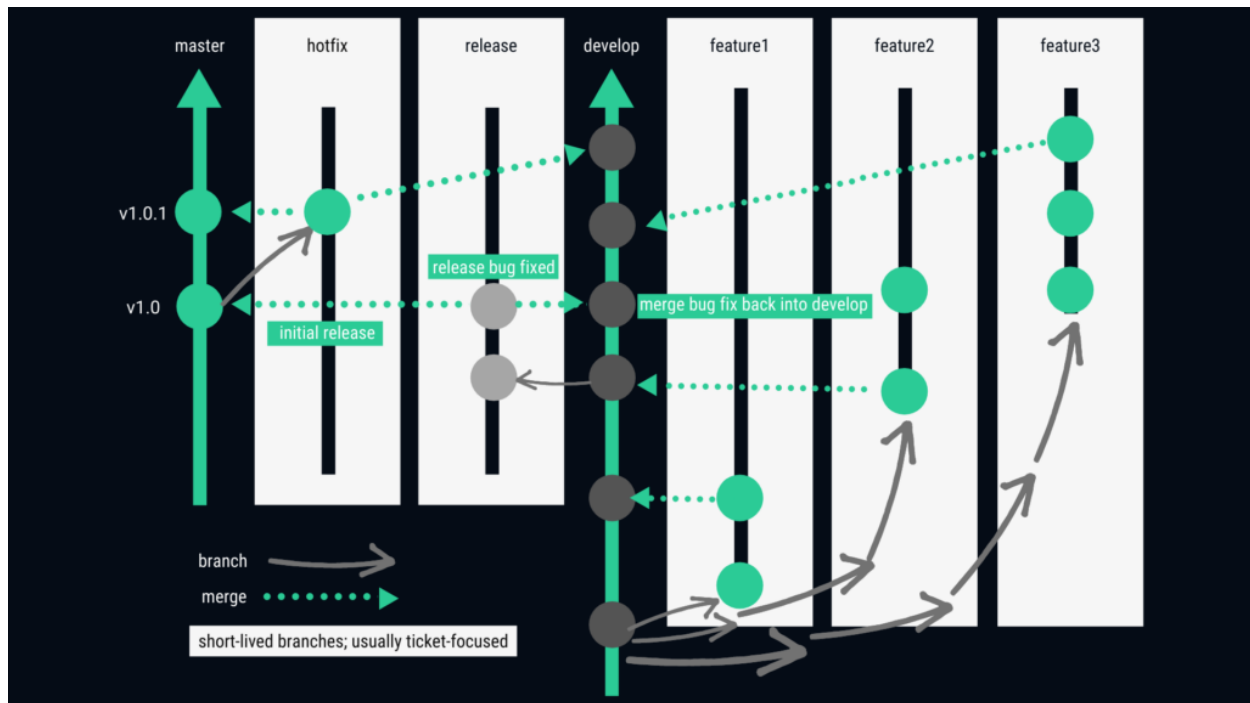 master
hotfix
release
develop
feature1
feature2
feature3
v1.0.1
release bug fixed
v1.0
merge bug fix back into develop
initial release
branch
merge
short-lived branches; usually ticket-focused